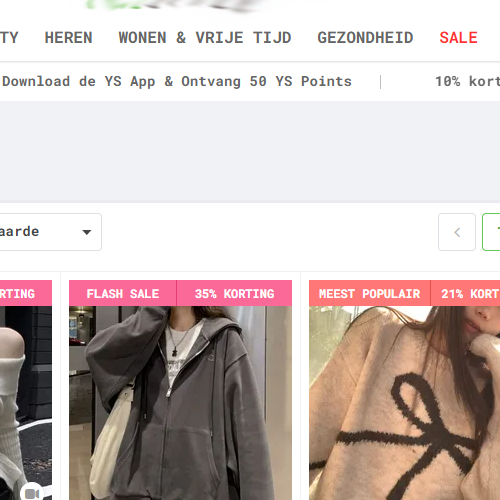 TY HEREN WONEN & VRIJE TIJD GEZONDHEID SALE
Download de YS App & Ontvang 50 YS Points | 10% kort
aarde
RTING FLASH SALE 35% KORTING MEEST POPULAIR 21% KORT